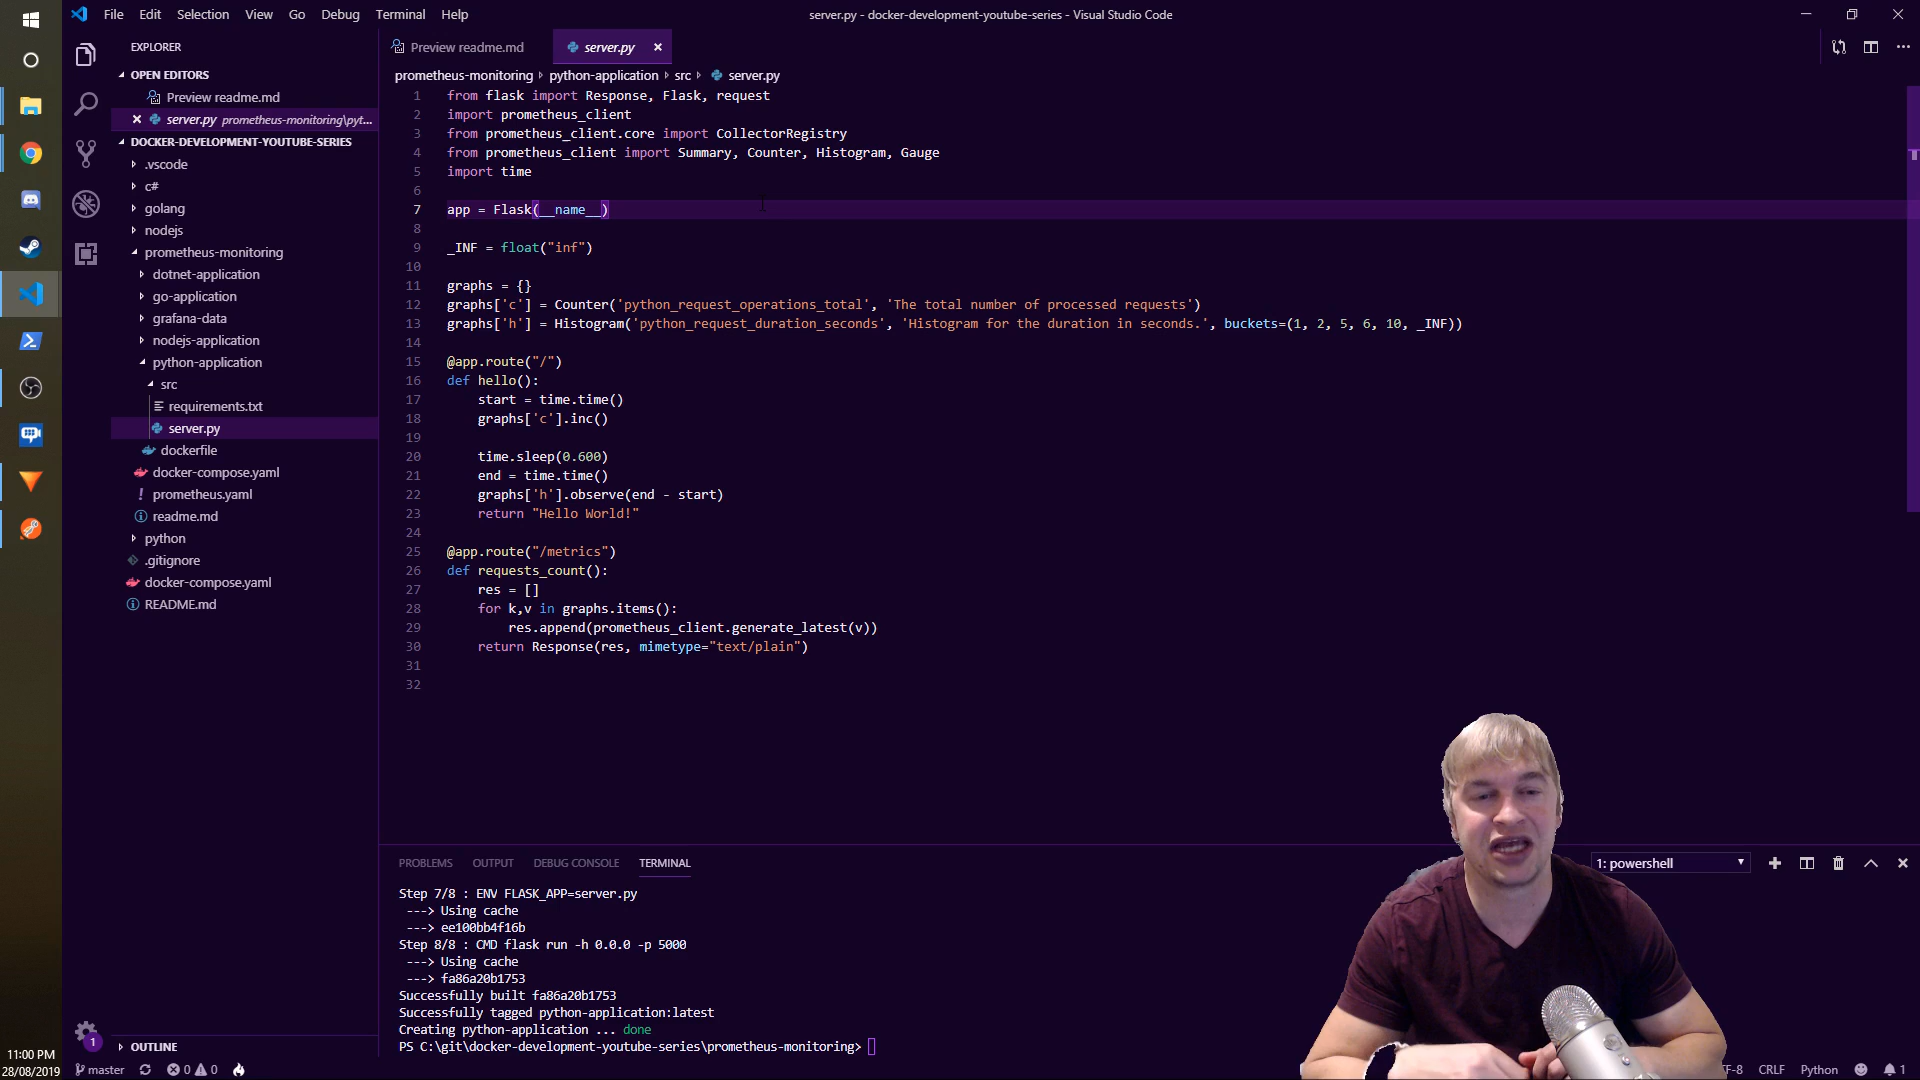 File Edit Selection View Go Debug Terminal Help
server.py - docker-development-youtube-series - Visual Studio Code
EXPLORER
OPEN EDITORS
Preview readme.md
server.py prometheus-monitoring\pyt...
DOCKER-DEVELOPMENT-YOUTUBE-SERIES
.vscode
c#
golang
nodejs
prometheus-monitoring
dotnet-application
go-application
grafana-data
nodejs-application
python-application
src
requirements.txt
server.py
dockerfile
docker-compose.yaml
prometheus.yaml
readme.md
python
.gitignore
docker-compose.yaml
README.md
OUTLINE
Preview readme.md
server.py
prometheus-monitoring python-application src server.py
1 from flask import Response, Flask, request
2 import prometheus_client
3 from prometheus_client.core import CollectorRegistry
4 from prometheus_client import Summary, Counter, Histogram, Gauge
5 import time
6
7 app = Flask(__name__)
8
9 _INF = float("inf")
10
11 graphs = {}
12 graphs['c'] = Counter('python_request_operations_total', 'The total number of processed requests')
13 graphs['h'] = Histogram('python_request_duration_seconds', 'Histogram for the duration in seconds.', buckets=(1, 2, 5, 6, 10, _INF))
14
15 @app.route("/")
16 def hello():
17 start = time.time()
18 graphs['c'].inc()
19
20 time.sleep(0.600)
21 end = time.time()
22 graphs['h'].observe(end - start)
23 return "Hello World!"
24
25 @app.route("/metrics")
26 def requests_count():
27 res = []
28 for k,v in graphs.items():
29 res.append(prometheus_client.generate_latest(v))
30 return Response(res, mimetype="text/plain")
31
32
PROBLEMS OUTPUT DEBUG CONSOLE TERMINAL
1: powershell
Step 7/8 : ENV FLASK_APP=server.py
---> Using cache
---> ee100bb4f16b
Step 8/8 : CMD flask run -h 0.0.0 -p 5000
---> Using cache
---> fa86a20b1753
Successfully built fa86a20b1753
Successfully tagged python-application:latest
Creating python-application ... done
PS C:\git\docker-development-youtube-series\prometheus-monitoring>
1
11:00 PM
28/08/2019
master 0 0
CRLF Python 1